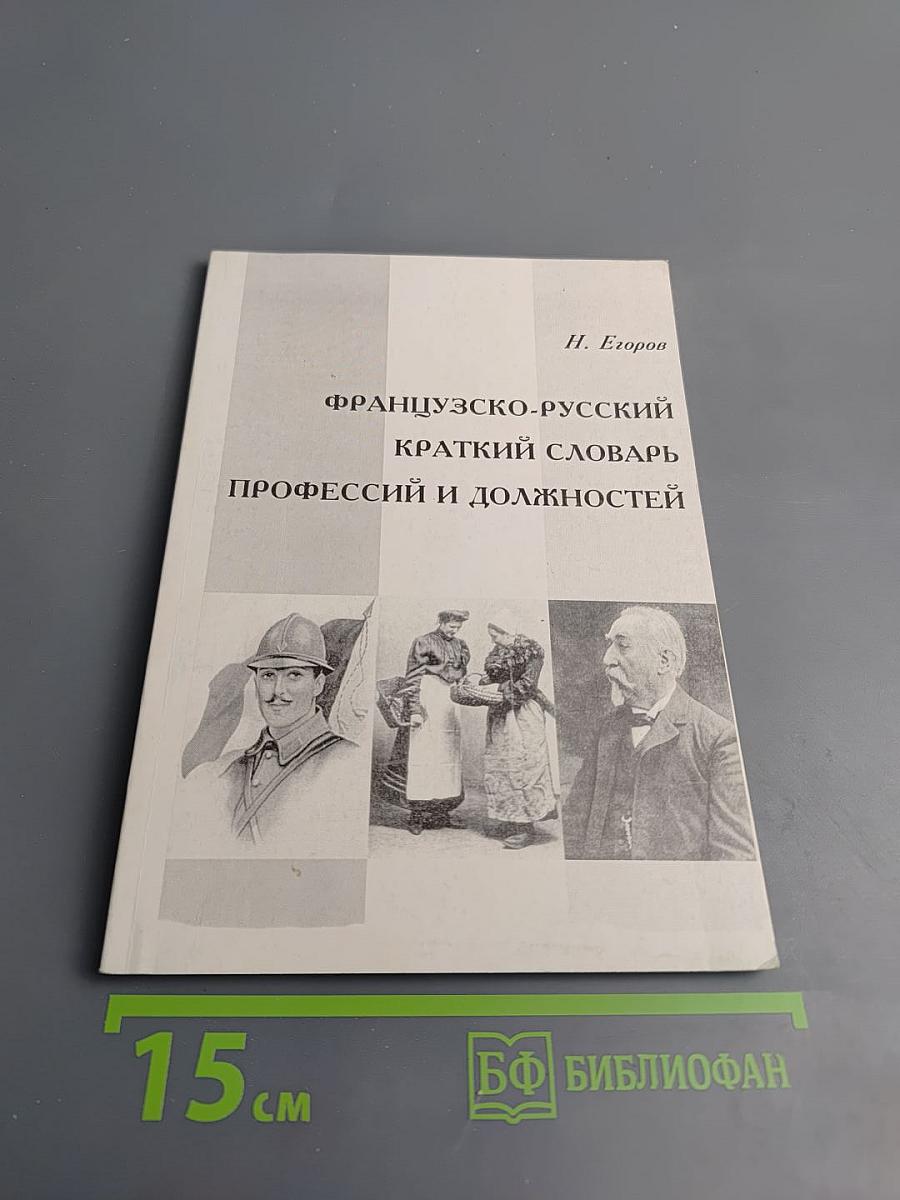 Н. Егоров
ФРАНЦУЗСКО-РУССКИЙ
КРАТКИЙ СЛОВАРЬ
ПРОФЕССИЙ И ДОЛЖНОСТЕЙ
15 см
БФ БИБЛИОФАН